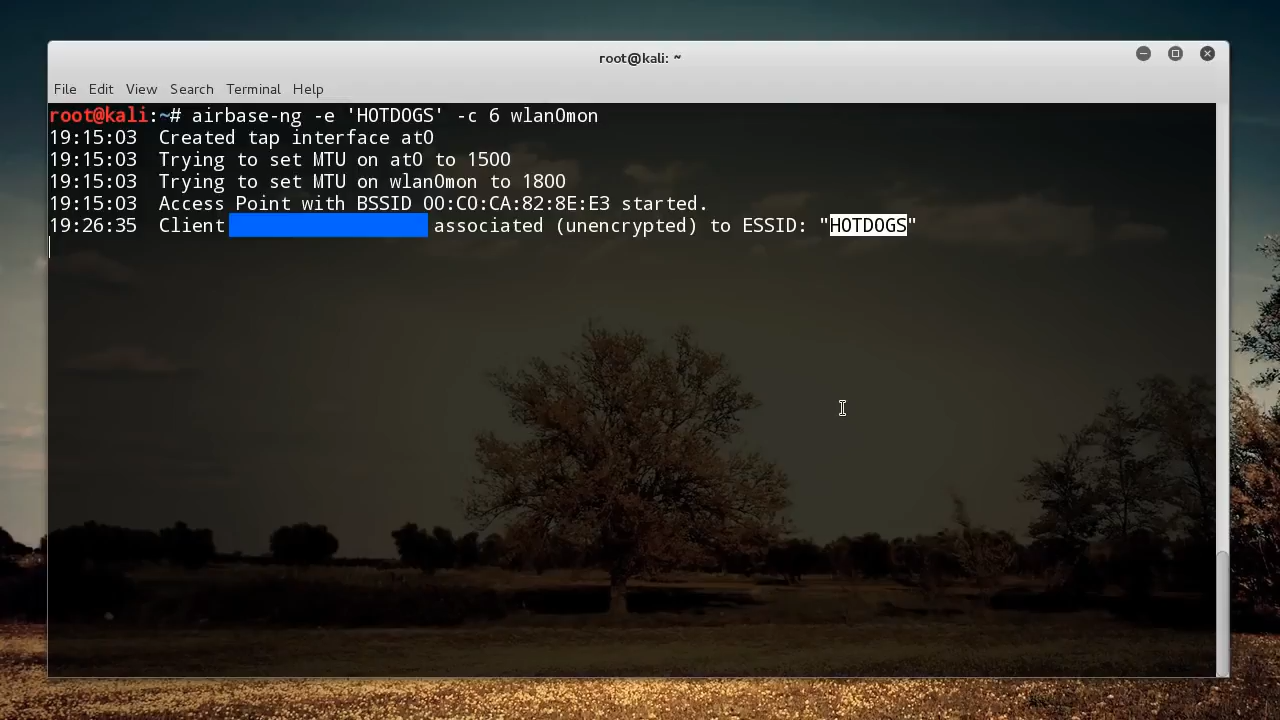 root@kali: ~
File Edit View Search Terminal Help
root@kali:~# airbase-ng -e 'HOTDOGS' -c 6 wlan0mon
19:15:03  Created tap interface at0
19:15:03  Trying to set MTU on at0 to 1500
19:15:03  Trying to set MTU on wlan0mon to 1800
19:15:03  Access Point with BSSID 00:C0:CA:82:8E:E3 started.
19:26:35  Client associated (unencrypted) to ESSID: "HOTDOGS"